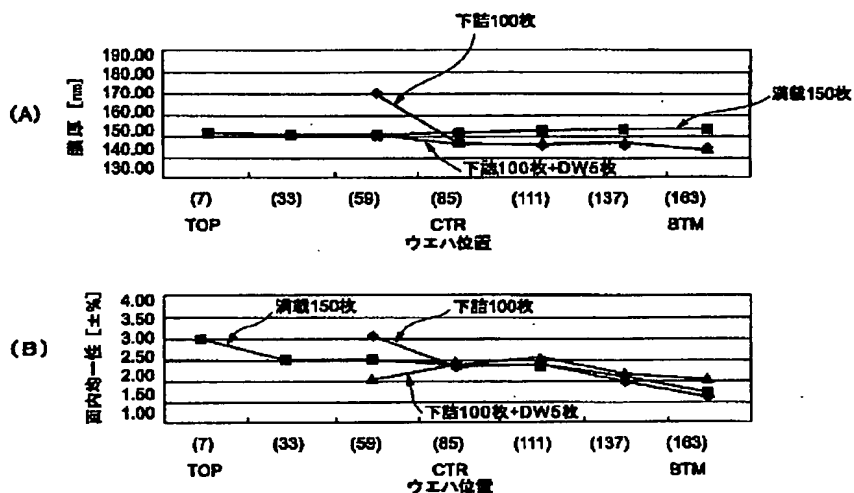 (A)
膜厚 [nm]
190.00
180.00
170.00
160.00
150.00
140.00
130.00
下詰100枚
満載150枚
下詰100枚+DW5枚
(7) (33) (59) (85) (111) (137) (163)
TOP CTR BTM
ウエハ位置
(B)
面内均一性 [±%]
4.00
3.50
3.00
2.50
2.00
1.50
1.00
満載150枚
下詰100枚
下詰100枚+DW5枚
(7) (33) (59) (85) (111) (137) (163)
TOP CTR BTM
ウエハ位置